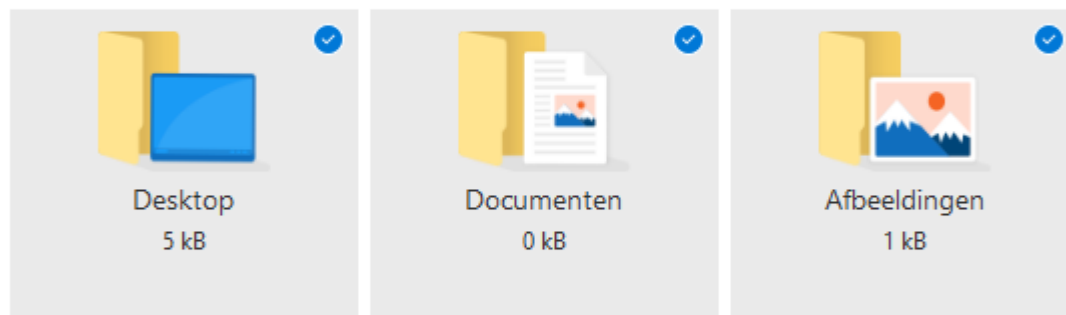 Desktop
5 kB
Documenten
0 kB
Afbeeldingen
1 kB